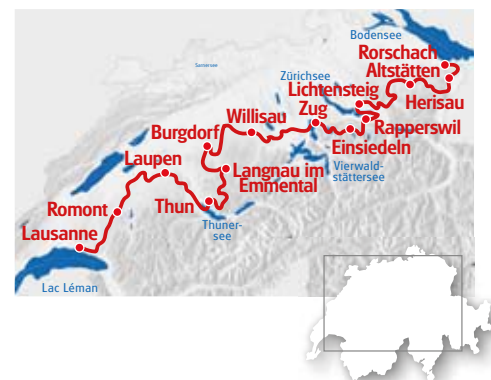 Bodensee
Rorschach
Altstätten
Zürichsee
Lichtensteig
Herisau
Zug
Willisau
Rapperswil
Burgdorf
Einsiedeln
Laupen
Langnau im
Emmental
Vierwald-
stättersee
Romont
Thun
Thuner-
see
Lausanne
Lac Léman